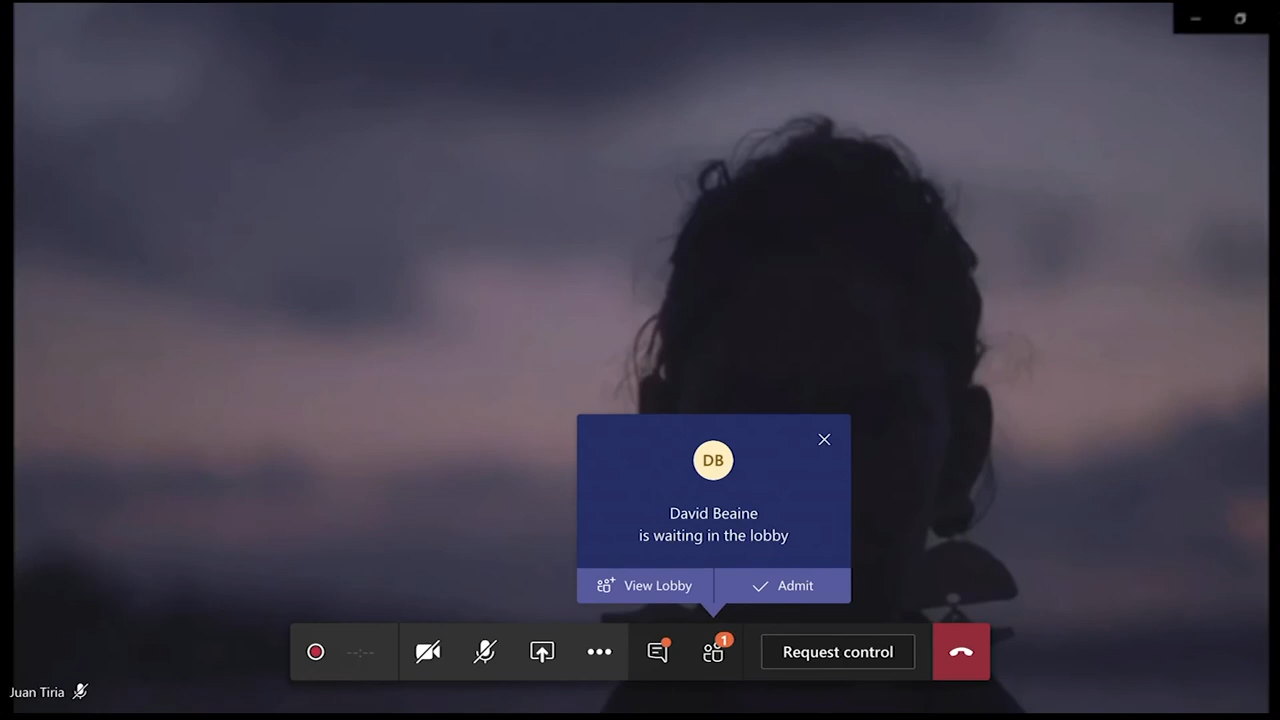 DB
David Beaine
is waiting in the lobby
View Lobby
Admit
--:--
1
Request control
Juan Tiria